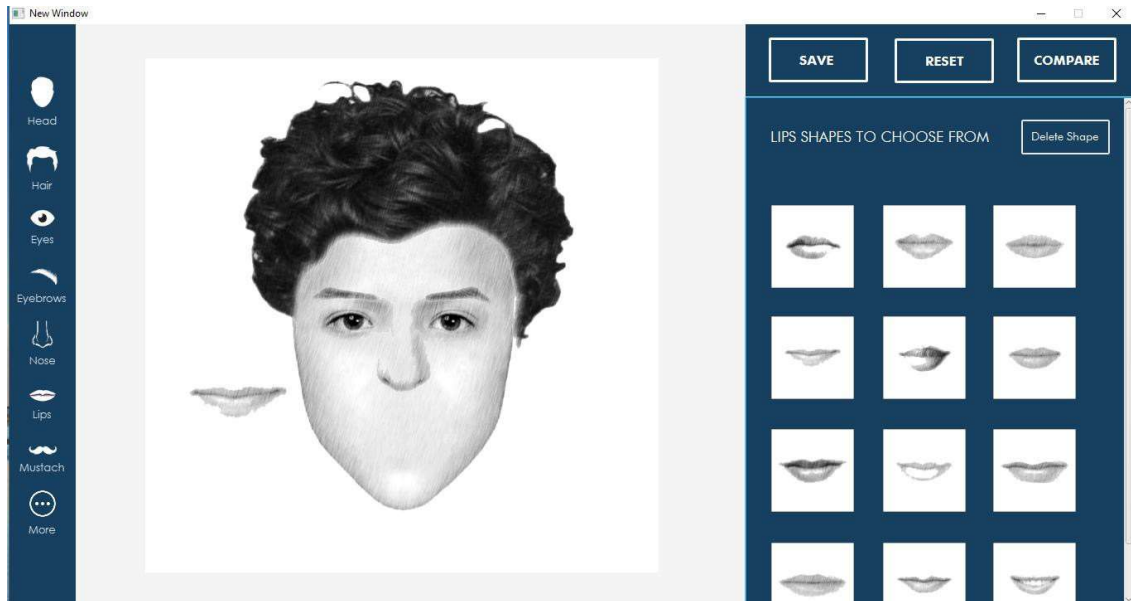 New Window
Head
Hair
Eyes
Eyebrows
Nose
Lips
Mustach
More
SAVE
RESET
COMPARE
LIPS SHAPES TO CHOOSE FROM
Delete Shape